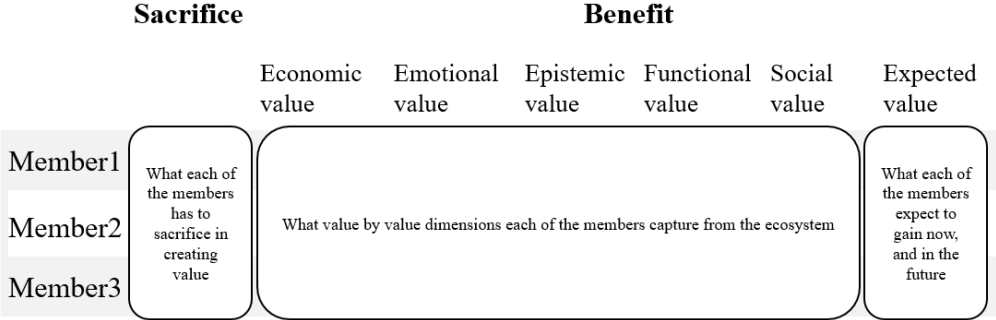 Sacrifice Benefit
Economic value
Emotional value
Epistemic value
Functional value
Social value
Expected value
Member1
Member2
Member3
What each of
the members
has to
sacrifice in
creating
value
What value by value dimensions each of the members capture from the ecosystem
What each of
the members
expect to
gain now,
and in the
future